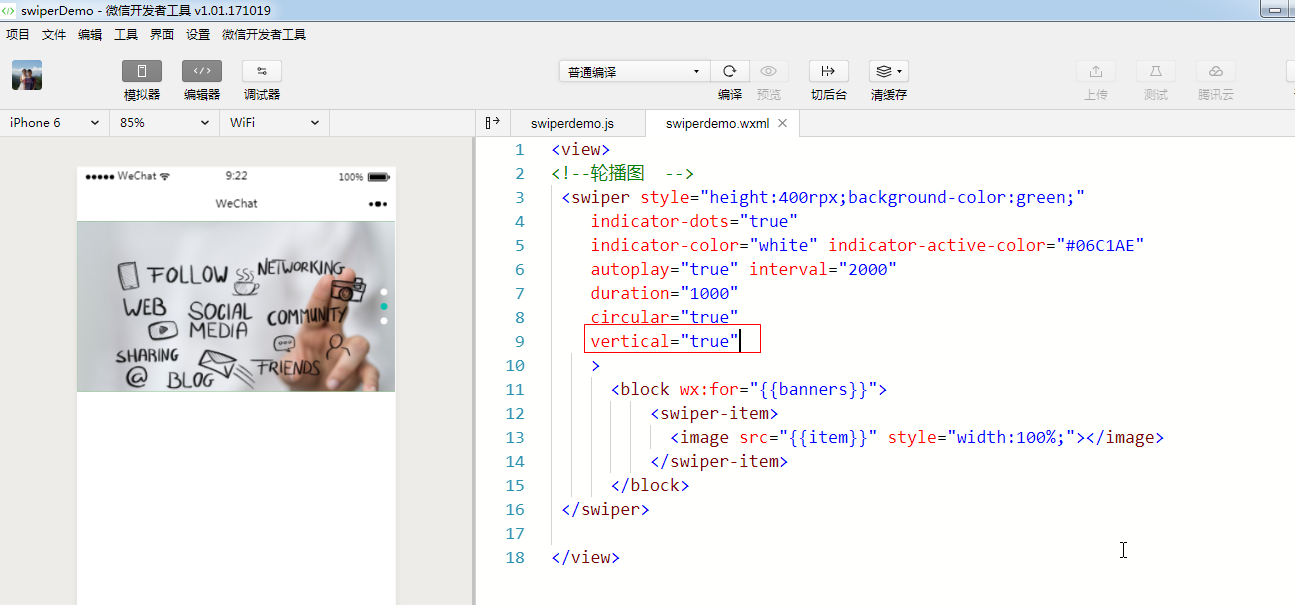 swiperDemo - 微信开发者工具 v1.01.171019
项目 文件 编辑 工具 界面 设置 微信开发者工具
普通编译
模拟器 编辑器 调试器 编译 预览 切后台 清缓存 上传 测试 腾讯云
iPhone 6 85% WiFi swiperdemo.js swiperdemo.wxml
WeChat 9:22 100%
WeChat
FOLLOW NETWORKING
WEB SOCIAL MEDIA COMMUNITY
SHARING FRIENDS
@ BLOG
1 <view>
2 <!--轮播图  -->
3 <swiper style="height:400rpx;background-color:green;"
4 indicator-dots="true"
5 indicator-color="white" indicator-active-color="#06C1AE"
6 autoplay="true" interval="2000"
7 duration="1000"
8 circular="true"
9 vertical="true"
10 >
11 <block wx:for="{{banners}}">
12 <swiper-item>
13 <image src="{{item}}" style="width:100%;"></image>
14 </swiper-item>
15 </block>
16 </swiper>
17
18 </view>